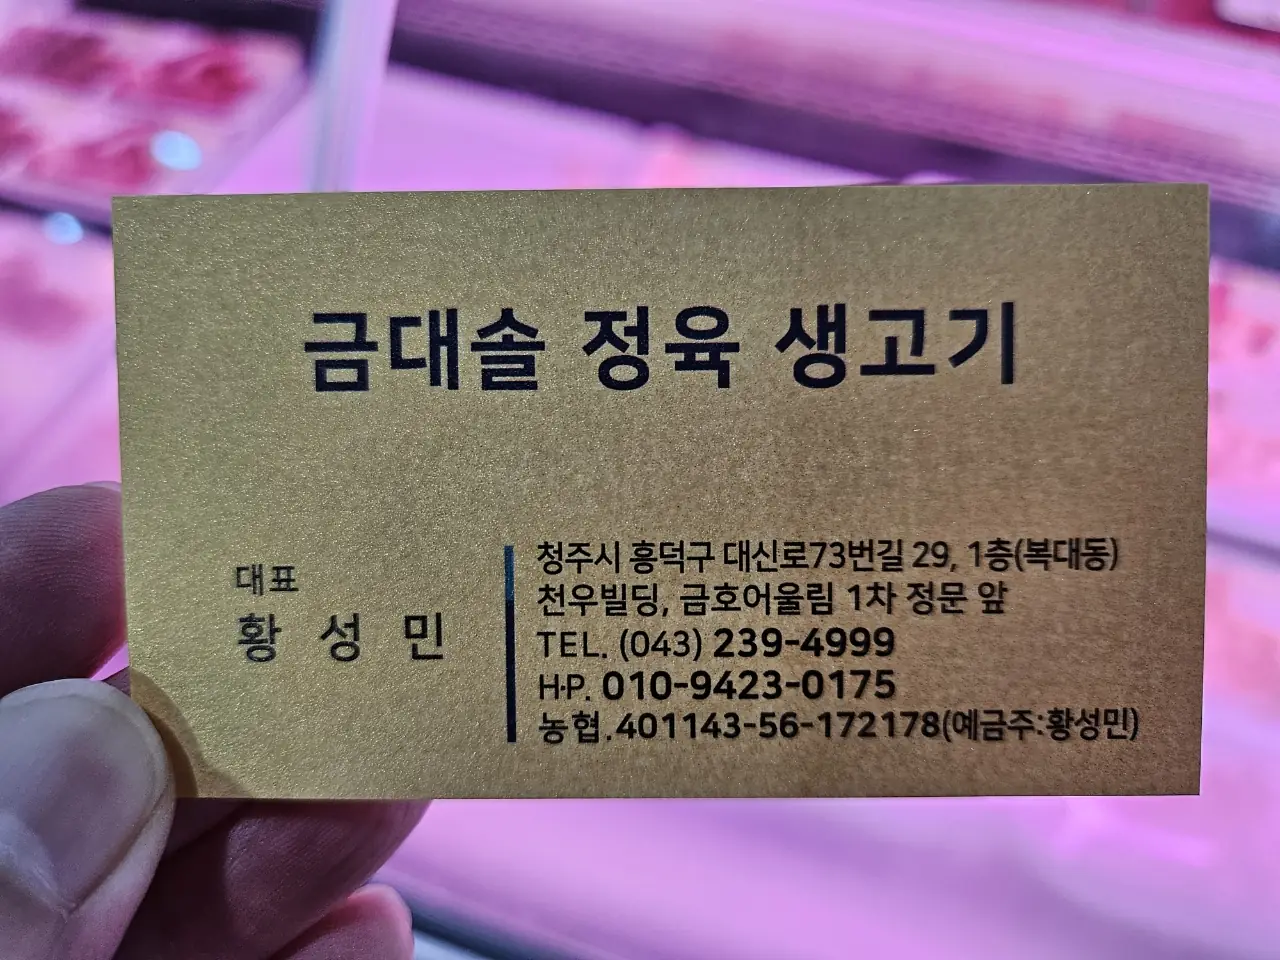 금대솔 정육 생고기
대표
황 성 민
청주시 흥덕구 대신로73번길 29, 1층(복대동)
천우빌딩, 금호어울림 1차 정문 앞
TEL. (043) 239-4999
H·P. 010-9423-0175
농협.401143-56-172178(예금주:황성민)